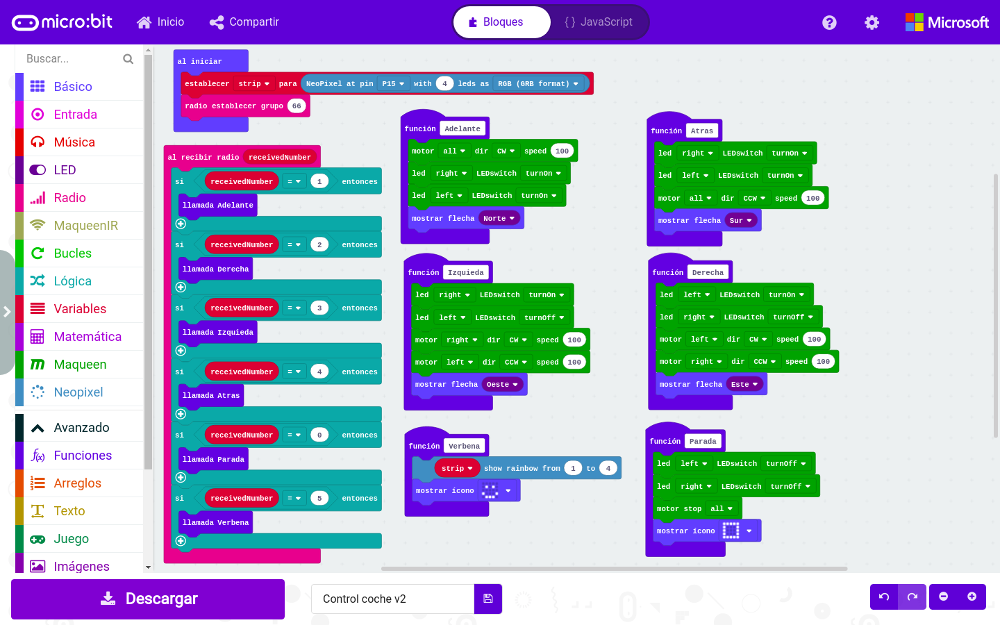 micro:bit
Inicio
Compartir
Bloques
{ } JavaScript
Microsoft
Buscar...
Básico
Entrada
Música
LED
Radio
MaqueenIR
Bucles
Lógica
Variables
Matemática
Maqueen
Neopixel
Avanzado
Funciones
Arreglos
Texto
Juego
Imágenes
al iniciar
establecer strip para NeoPixel at pin P15 with 4 leds as RGB (GRB format)
radio establecer grupo 66
al recibir radio receivedNumber
si receivedNumber = 1 entonces
llamada Adelante
si receivedNumber = 2 entonces
llamada Derecha
si receivedNumber = 3 entonces
llamada Izquieda
si receivedNumber = 4 entonces
llamada Atras
si receivedNumber = 0 entonces
llamada Parada
si receivedNumber = 5 entonces
llamada Verbena
función Adelante
motor all dir CW speed 100
led right LEDswitch turnOn
led left LEDswitch turnOn
mostrar flecha Norte
función Atras
led right LEDswitch turnOn
led left LEDswitch turnOn
motor all dir CCW speed 100
mostrar flecha Sur
función Izquieda
led right LEDswitch turnOn
led left LEDswitch turnOff
motor right dir CW speed 100
motor left dir CCW speed 100
mostrar flecha Oeste
función Derecha
led left LEDswitch turnOn
led right LEDswitch turnOff
motor left dir CW speed 100
motor right dir CCW speed 100
mostrar flecha Este
función Verbena
strip show rainbow from 1 to 4
mostrar ícono
función Parada
led left LEDswitch turnOff
led right LEDswitch turnOff
motor stop all
mostrar ícono
Descargar
Control coche v2